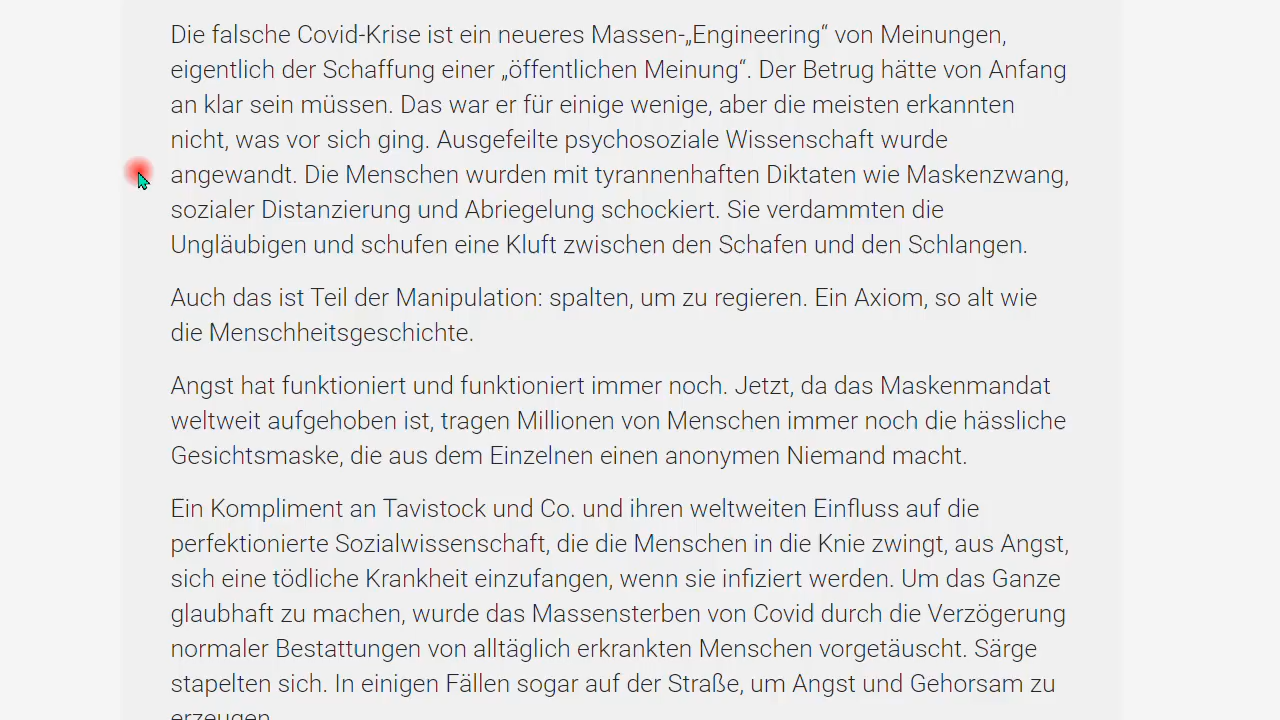 Die falsche Covid-Krise ist ein neueres Massen-„Engineering“ von Meinungen,
eigentlich der Schaffung einer „öffentlichen Meinung“. Der Betrug hätte von Anfang
an klar sein müssen. Das war er für einige wenige, aber die meisten erkannten
nicht, was vor sich ging. Ausgefeilte psychosoziale Wissenschaft wurde
angewandt. Die Menschen wurden mit tyrannenhaften Diktaten wie Maskenzwang,
sozialer Distanzierung und Abriegelung schockiert. Sie verdammten die
Ungläubigen und schufen eine Kluft zwischen den Schafen und den Schlangen.
Auch das ist Teil der Manipulation: spalten, um zu regieren. Ein Axiom, so alt wie
die Menschheitsgeschichte.
Angst hat funktioniert und funktioniert immer noch. Jetzt, da das Maskenmandat
weltweit aufgehoben ist, tragen Millionen von Menschen immer noch die hässliche
Gesichtsmaske, die aus dem Einzelnen einen anonymen Niemand macht.
Ein Kompliment an Tavistock und Co. und ihren weltweiten Einfluss auf die
perfektionierte Sozialwissenschaft, die die Menschen in die Knie zwingt, aus Angst,
sich eine tödliche Krankheit einzufangen, wenn sie infiziert werden. Um das Ganze
glaubhaft zu machen, wurde das Massensterben von Covid durch die Verzögerung
normaler Bestattungen von alltäglich erkrankten Menschen vorgetäuscht. Särge
stapelten sich. In einigen Fällen sogar auf der Straße, um Angst und Gehorsam zu
erzeugen.